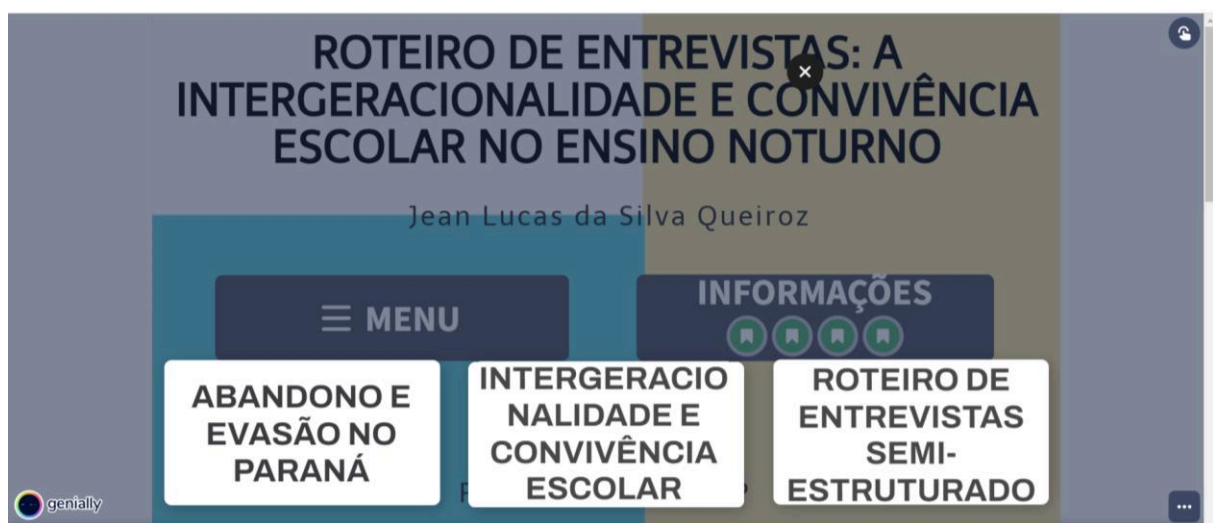 ROTEIRO DE ENTREVISTAS: A
INTERGERACIONALIDADE E CONVIVÊNCIA
ESCOLAR NO ENSINO NOTURNO
Jean Lucas da Silva Queiroz
MENU
INFORMAÇÕES
ABANDONO E
EVASÃO NO
PARANÁ
INTERGERACIO
NALIDADE E
CONVIVÊNCIA
ESCOLAR
ROTEIRO DE
ENTREVISTAS
SEMI-
ESTRUTURADO
genially